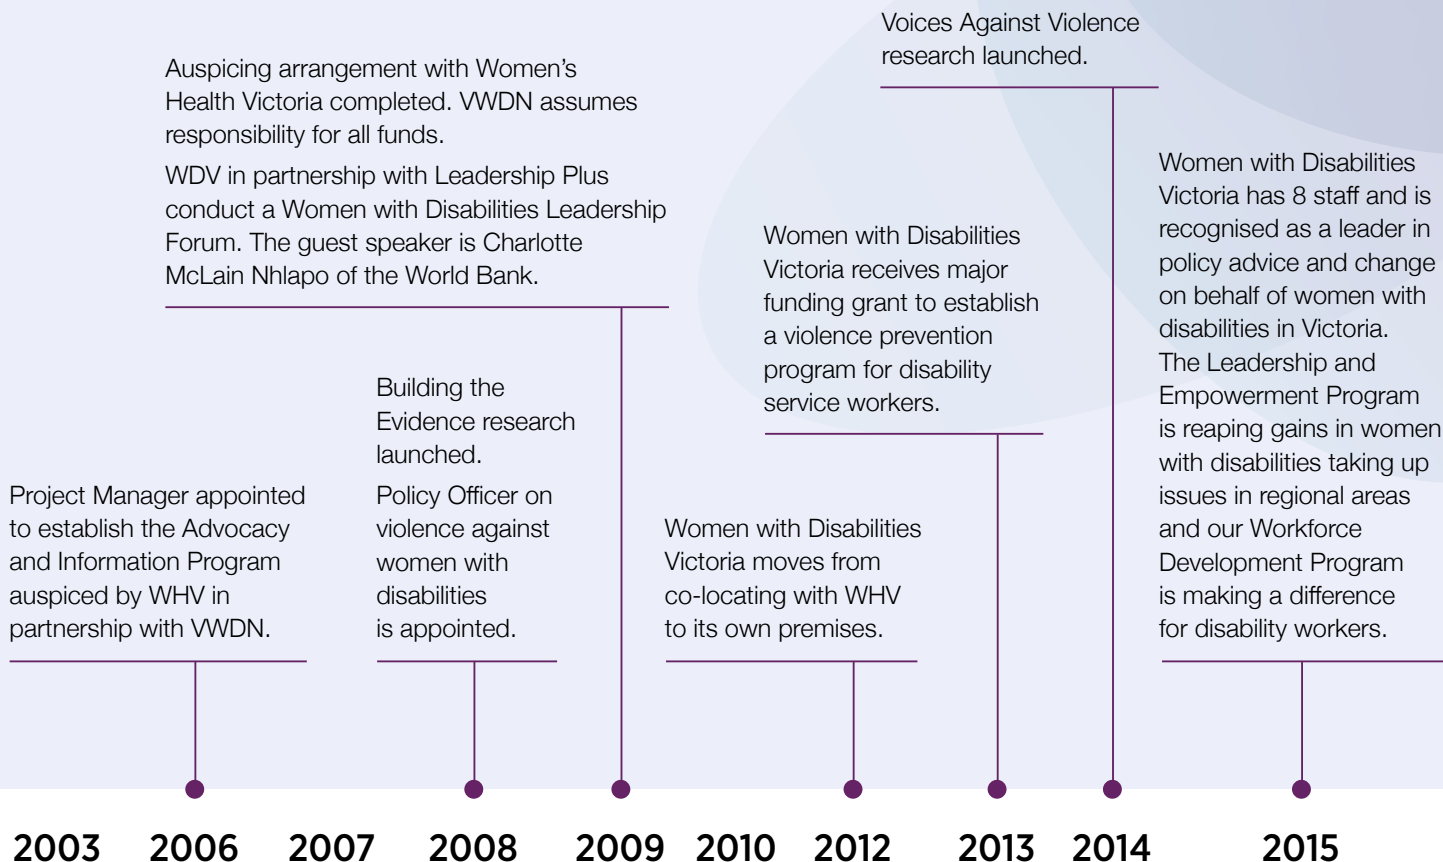 Project Manager appointed
to establish the Advocacy
and Information Program
auspiced by WHV in
partnership with VWDN.
Building the
Evidence research
launched.
Policy Officer on
violence against
women with
disabilities
is appointed.
Auspicing arrangement with Women’s
Health Victoria completed. VWDN assumes
responsibility for all funds.
WDV in partnership with Leadership Plus
conduct a Women with Disabilities Leadership
Forum. The guest speaker is Charlotte
McLain Nhlapo of the World Bank.
Women with Disabilities
Victoria moves from
co-locating with WHV
to its own premises.
Women with Disabilities
Victoria receives major
funding grant to establish
a violence prevention
program for disability
service workers.
Voices Against Violence
research launched.
Women with Disabilities
Victoria has 8 staff and is
recognised as a leader in
policy advice and change
on behalf of women with
disabilities in Victoria.
The Leadership and
Empowerment Program
is reaping gains in women
with disabilities taking up
issues in regional areas
and our Workforce
Development Program
is making a difference
for disability workers.
2003 2006 2007 2008 2009 2010 2012 2013 2014 2015